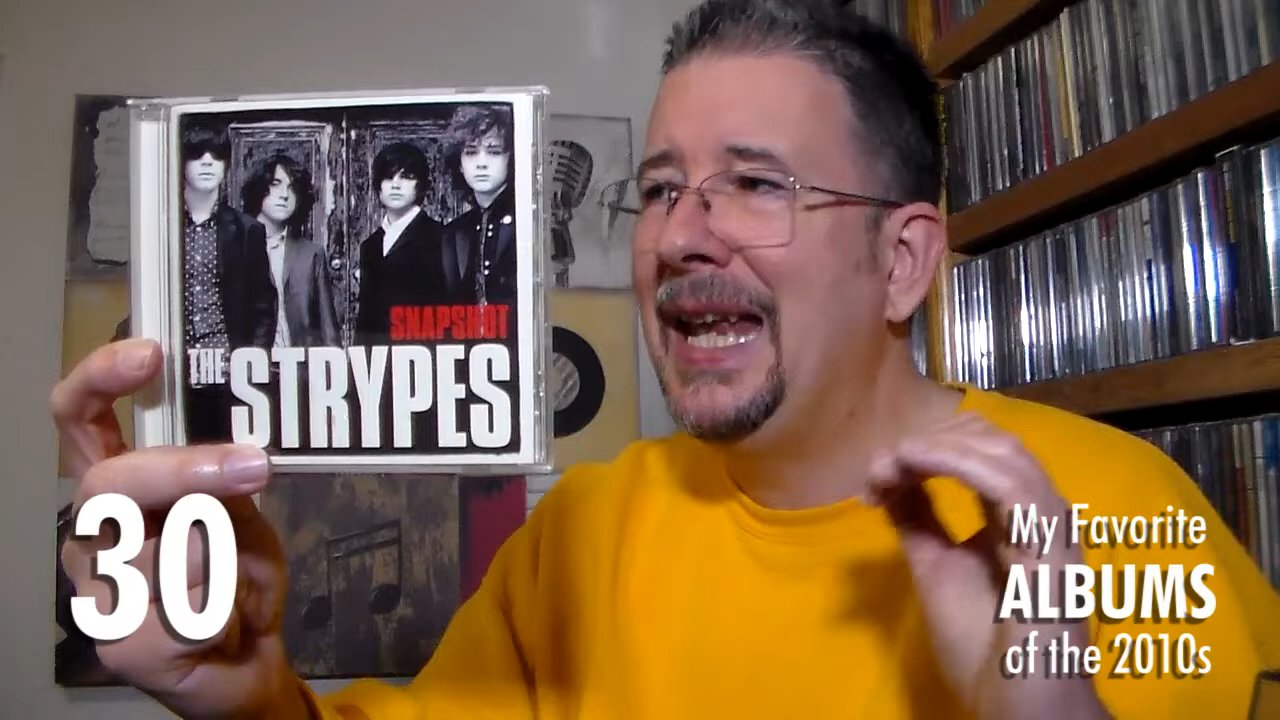 SNAPSHOT
THE STRYPES
30
My Favorite
ALBUMS
of the 2010s